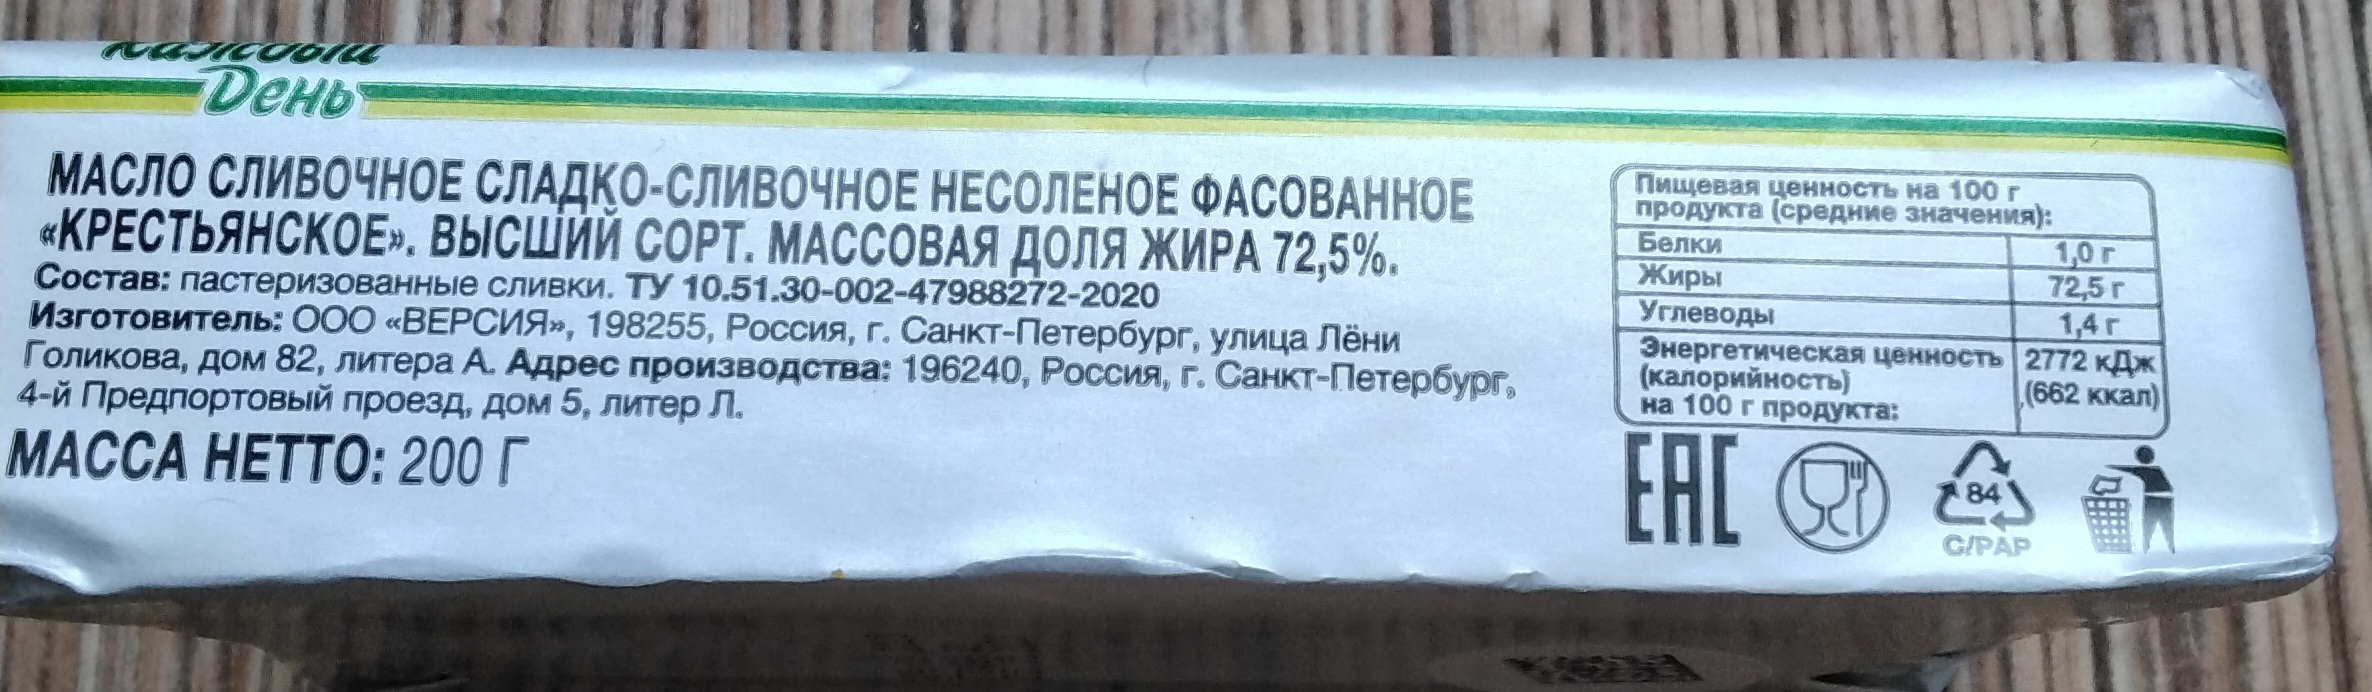 Каждый
День
МАСЛО СЛИВОЧНОЕ СЛАДКО-СЛИВОЧНОЕ НЕСОЛЕНОЕ ФАСОВАННОЕ
«КРЕСТЬЯНСКОЕ». ВЫСШИЙ СОРТ. МАССОВАЯ ДОЛЯ ЖИРА 72,5%.
Состав: пастеризованные сливки. ТУ 10.51.30-002-47988272-2020
Изготовитель: ООО «ВЕРСИЯ», 198255, Россия, г. Санкт-Петербург, улица Лёни
Голикова, дом 82, литера А. Адрес производства: 196240, Россия, г. Санкт-Петербург,
4-й Предпортовый проезд, дом 5, литер Л.
МАССА НЕТТО: 200 Г
Пищевая ценность на 100 г
продукта (средние значения):
Белки 1,0 г
Жиры 72,5 г
Углеводы 1,4 г
Энергетическая ценность 2772 кДж
(калорийность) (662 ккал)
на 100 г продукта:
EAC
84
C/PAP